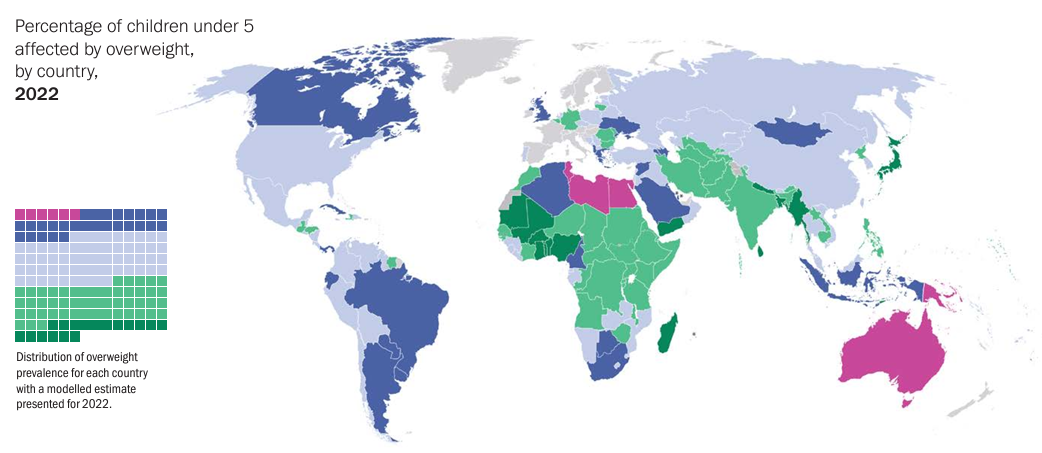 Percentage of children under 5
affected by overweight,
by country,
2022
Distribution of overweight
prevalence for each country
with a modelled estimate
presented for 2022.